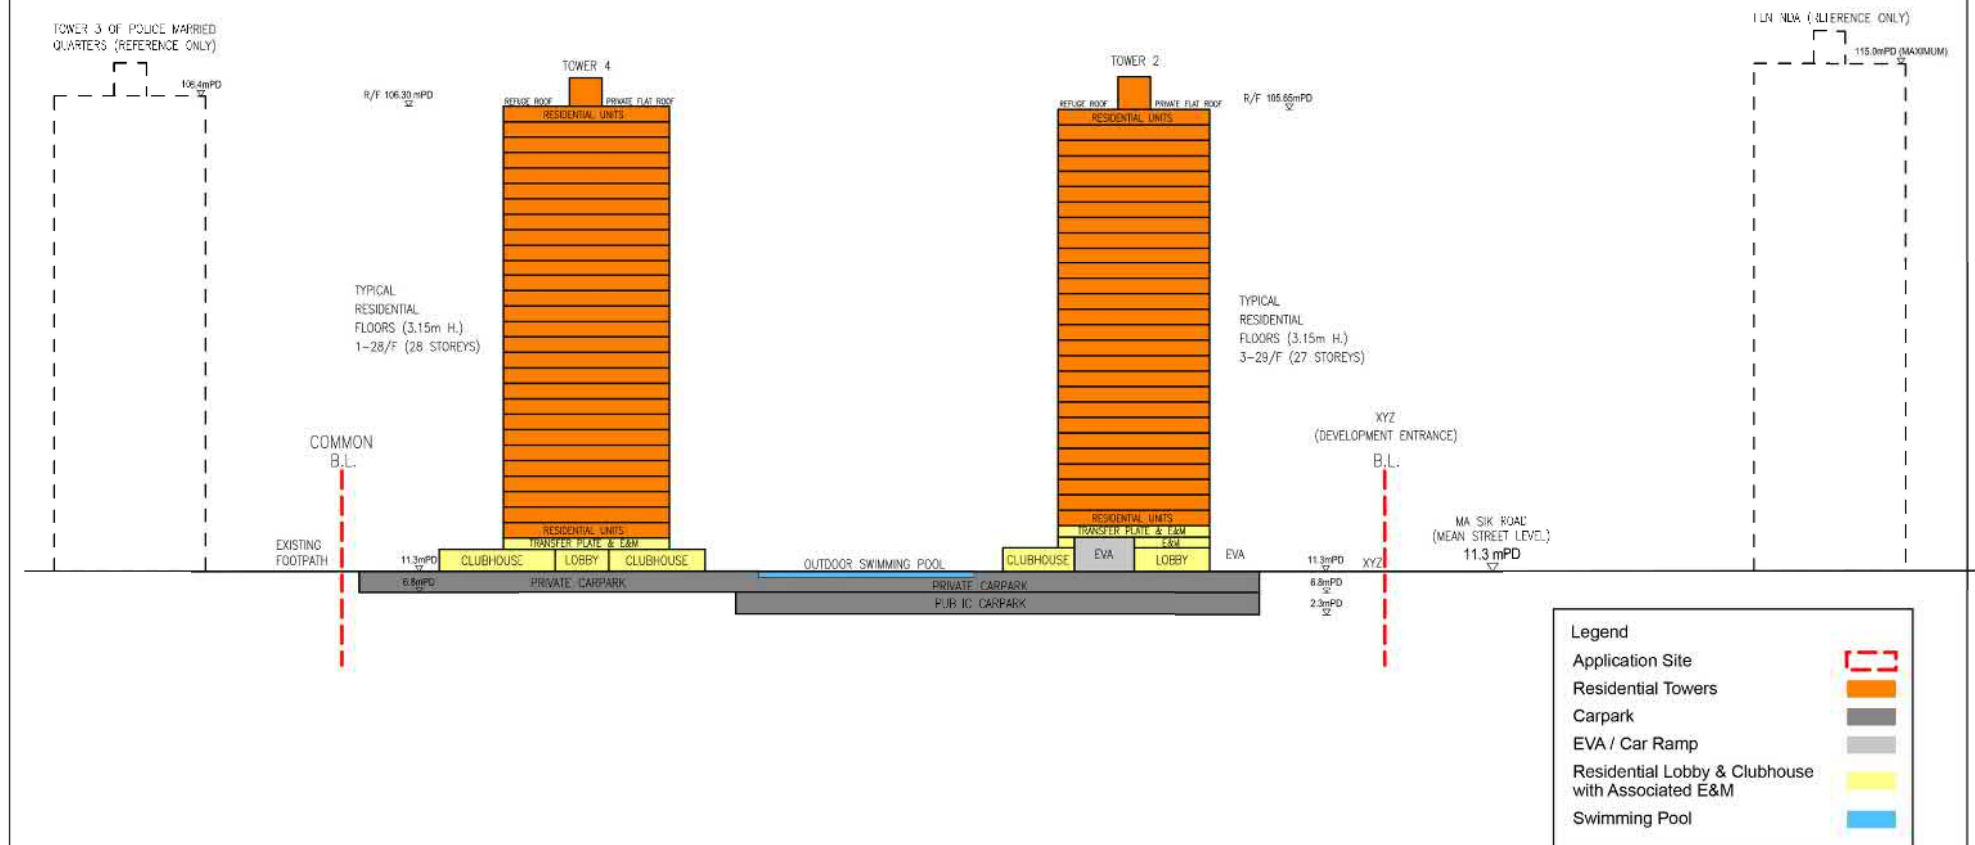 TOWER 3 OF POLICE MARRIED
QUARTERS (REFERENCE ONLY)
106.4mPD
R/F 106.30 mPD
TOWER 4
REFUGE ROOF
PRIVATE FLAT ROOF
RESIDENTIAL UNITS
TYPICAL
RESIDENTIAL
FLOORS (3.15m H.)
1-28/F (28 STOREYS)
RESIDENTIAL UNITS
TRANSFER PLATE & E&M
CLUBHOUSE
LOBBY
CLUBHOUSE
COMMON
B.L.
EXISTING
FOOTPATH
11.3mPD
6.8mPD
PRIVATE CARPARK
OUTDOOR SWIMMING POOL
TOWER 2
REFUGE ROOF
PRIVATE FLAT ROOF
R/F 105.65mPD
RESIDENTIAL UNITS
TYPICAL
RESIDENTIAL
FLOORS (3.15m H.)
3-29/F (27 STOREYS)
RESIDENTIAL UNITS
TRANSFER PLATE & E&M
E&M
CLUBHOUSE
EVA
LOBBY
EVA
PRIVATE CARPARK
CARPARK
XYZ
(DEVELOPMENT ENTRANCE)
B.L.
11.3mPD
XYZ
6.8mPD
2.3mPD
MA SIK ROAD
(MEAN STREET LEVEL)
11.3 mPD
NDA (REFERENCE ONLY)
115.0mPD (MAXIMUM)
Legend
Application Site
Residential Towers
Carpark
EVA / Car Ramp
Residential Lobby & Clubhouse
with Associated E&M
Swimming Pool